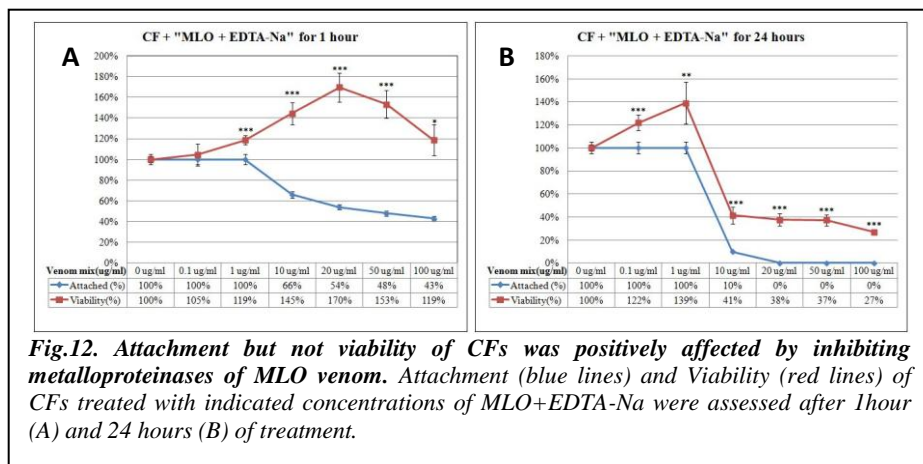 A
CF + "MLO + EDTA-Na" for 1 hour
200%
180%
160%
140%
120%
100%
80%
60%
40%
20%
0%
***
***
***
***
*
Venom mix(ug/ml) 0 ug/ml 0.1 ug/ml 1 ug/ml 10 ug/ml 20 ug/ml 50 ug/ml 100 ug/ml
Attached (%) 100% 100% 100% 66% 54% 48% 43%
Viability(%) 100% 105% 119% 145% 170% 153% 119%
B
CF + "MLO + EDTA-Na" for 24 hours
180%
160%
140%
120%
100%
80%
60%
40%
20%
0%
***
**
***
***
***
***
Venom mix(ug/ml) 0 ug/ml 0.1 ug/ml 1 ug/ml 10 ug/ml 20 ug/ml 50 ug/ml 100 ug/ml
Attached (%) 100% 100% 100% 10% 0% 0% 0%
Viability(%) 100% 122% 139% 41% 38% 37% 27%
Fig.12. Attachment but not viability of CFs was positively affected by inhibiting
metalloproteinases of MLO venom. Attachment (blue lines) and Viability (red lines) of
CFs treated with indicated concentrations of MLO+EDTA-Na were assessed after 1hour
(A) and 24 hours (B) of treatment.